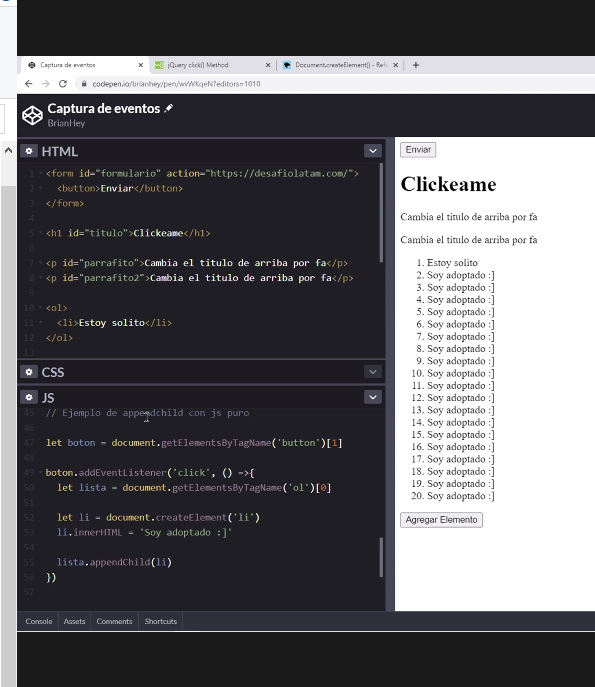 Captura de eventos
jQuery click() Method
Document.createElement() - Refe
codepen.io/brianhey/pen/wvWKqeN?editors=1010
Captura de eventos
BrianHey
HTML
1 <form id="formulario" action="https://desafiolatam.com/">
2 <button>Enviar</button>
3 </form>
4
5 <h1 id="titulo">Clickeame</h1>
6
7 <p id="parrafito">Cambia el titulo de arriba por fa</p>
8 <p id="parrafito2">Cambia el titulo de arriba por fa</p>
9
10 <ol>
11 <li>Estoy solito</li>
12 </ol>
13
CSS
JS
45 // Ejemplo de appendchild con js puro
46
47 let boton = document.getElementsByTagName('button')[1]
48
49 boton.addEventListener('click', () =>{
50 let lista = document.getElementsByTagName('ol')[0]
51
52 let li = document.createElement('li')
53 li.innerHTML = 'Soy adoptado :]'
54
55 lista.appendChild(li)
56 })
57
Console Assets Comments Shortcuts
Enviar
Clickeame
Cambia el titulo de arriba por fa
Cambia el titulo de arriba por fa
1. Estoy solito
2. Soy adoptado :]
3. Soy adoptado :]
4. Soy adoptado :]
5. Soy adoptado :]
6. Soy adoptado :]
7. Soy adoptado :]
8. Soy adoptado :]
9. Soy adoptado :]
10. Soy adoptado :]
11. Soy adoptado :]
12. Soy adoptado :]
13. Soy adoptado :]
14. Soy adoptado :]
15. Soy adoptado :]
16. Soy adoptado :]
17. Soy adoptado :]
18. Soy adoptado :]
19. Soy adoptado :]
20. Soy adoptado :]
Agregar Elemento